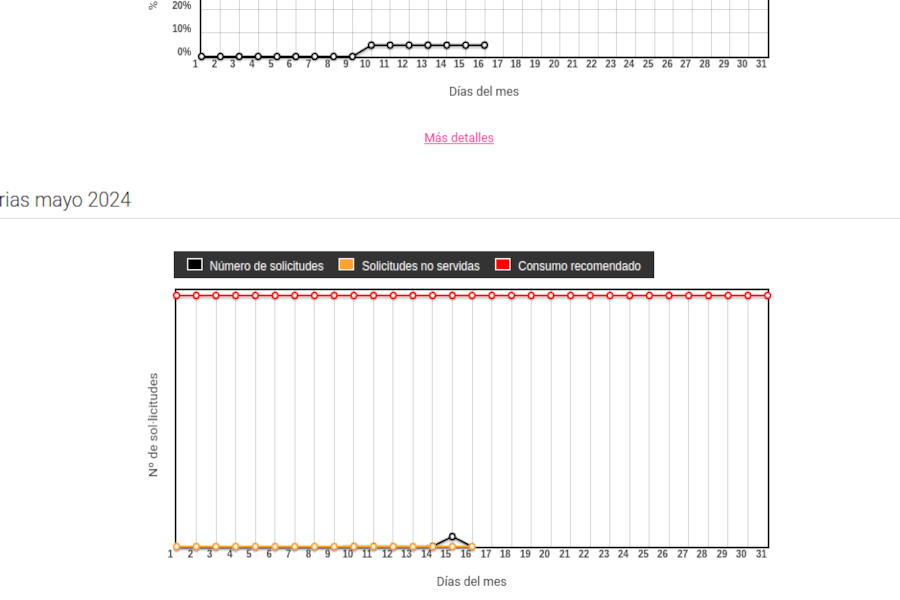 %
20%
10%
0%
1 2 3 4 5 6 7 8 9 10 11 12 13 14 15 16 17 18 19 20 21 22 23 24 25 26 27 28 29 30 31
Días del mes
Más detalles
rias mayo 2024
Número de solicitudes Solicitudes no servidas Consumo recomendado
Nº de sol·licitudes
1 2 3 4 5 6 7 8 9 10 11 12 13 14 15 16 17 18 19 20 21 22 23 24 25 26 27 28 29 30 31
Días del mes